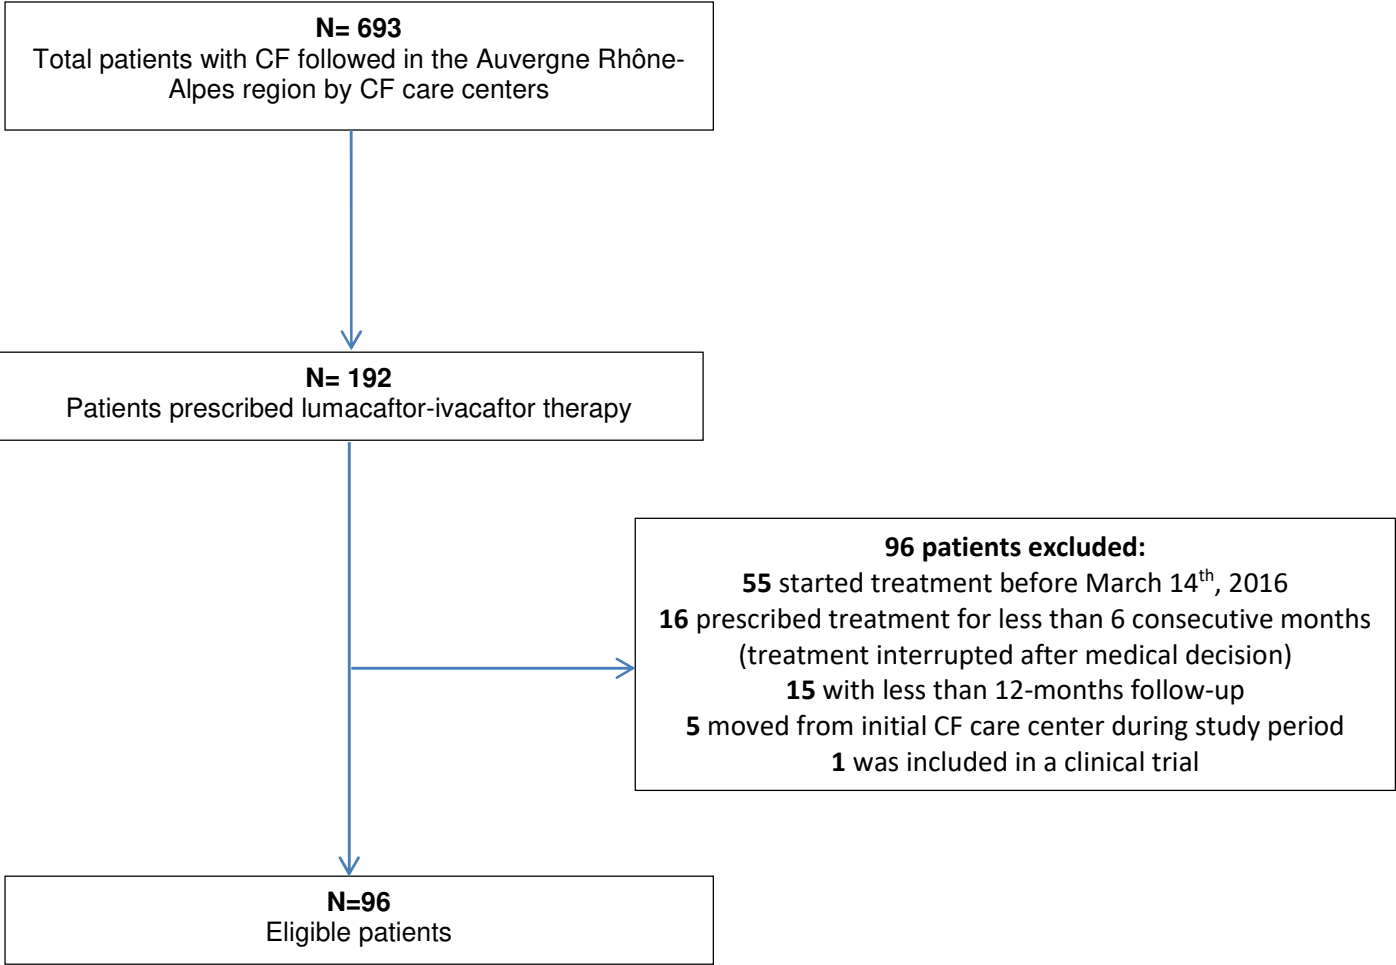 N= 693
Total patients with CF followed in the Auvergne Rhône-
Alpes region by CF care centers
N= 192
Patients prescribed lumacaftor-ivacaftor therapy
96 patients excluded:
55 started treatment before March 14th, 2016
16 prescribed treatment for less than 6 consecutive months
(treatment interrupted after medical decision)
15 with less than 12-months follow-up
5 moved from initial CF care center during study period
1 was included in a clinical trial
N=96
Eligible patients